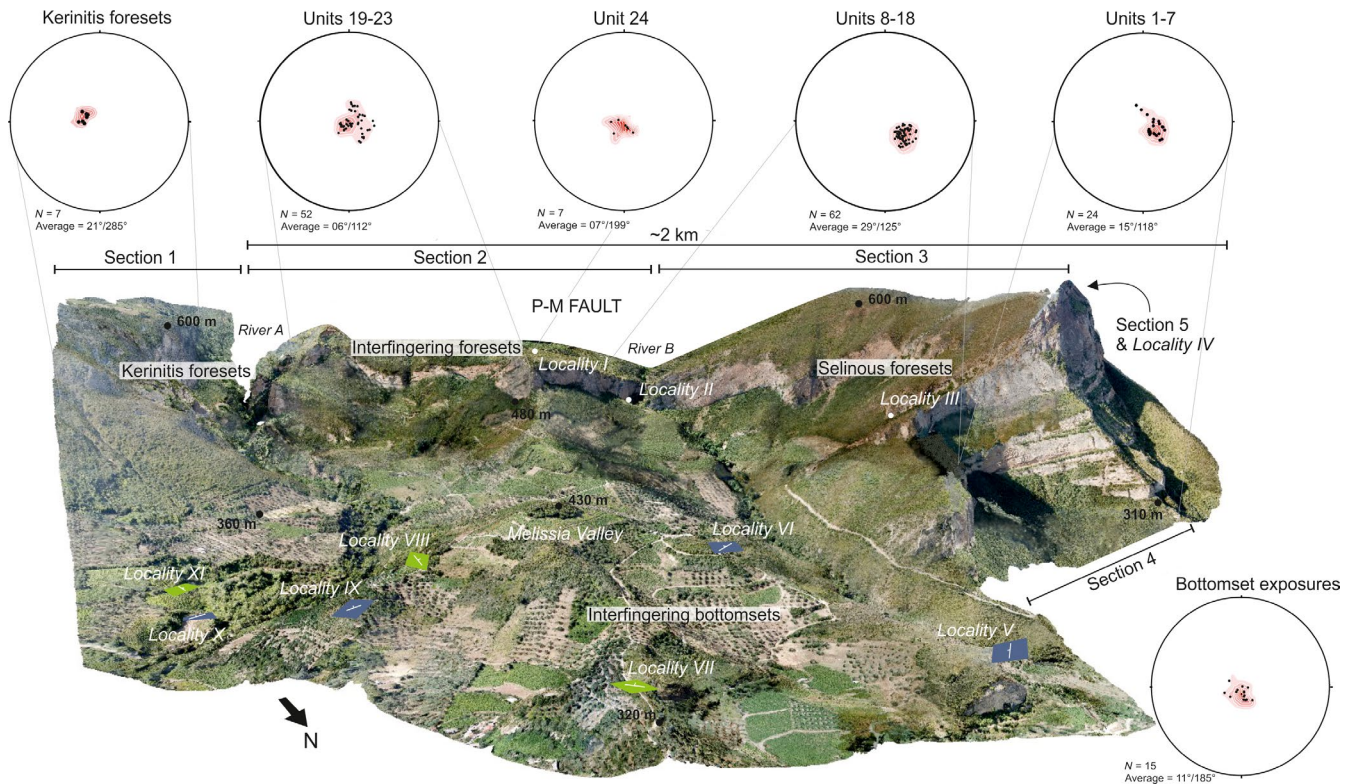 Kerinitis foresets
Units 19-23
Unit 24
Units 8-18
Units 1-7
N = 7
Average = 21°/285°
N = 52
Average = 06°/112°
N = 7
Average = 07°/199°
N = 62
Average = 29°/125°
N = 24
Average = 15°/118°
~2 km
Section 1
Section 2
Section 3
P-M FAULT
600 m
River A
Interfingering foresets
Locality I
River B
600 m
Section 5
& Locality IV
Kerinitis foresets
Selinous foresets
Locality II
Locality III
480 m
360 m
430 m
310 m
Melissia Valley
Locality VI
Locality VIII
Section 4
Locality XI
Locality IX
Interfingering bottomsets
Bottomset exposures
Locality X
Locality V
Locality VII
320 m
N
N = 15
Average = 11°/185°